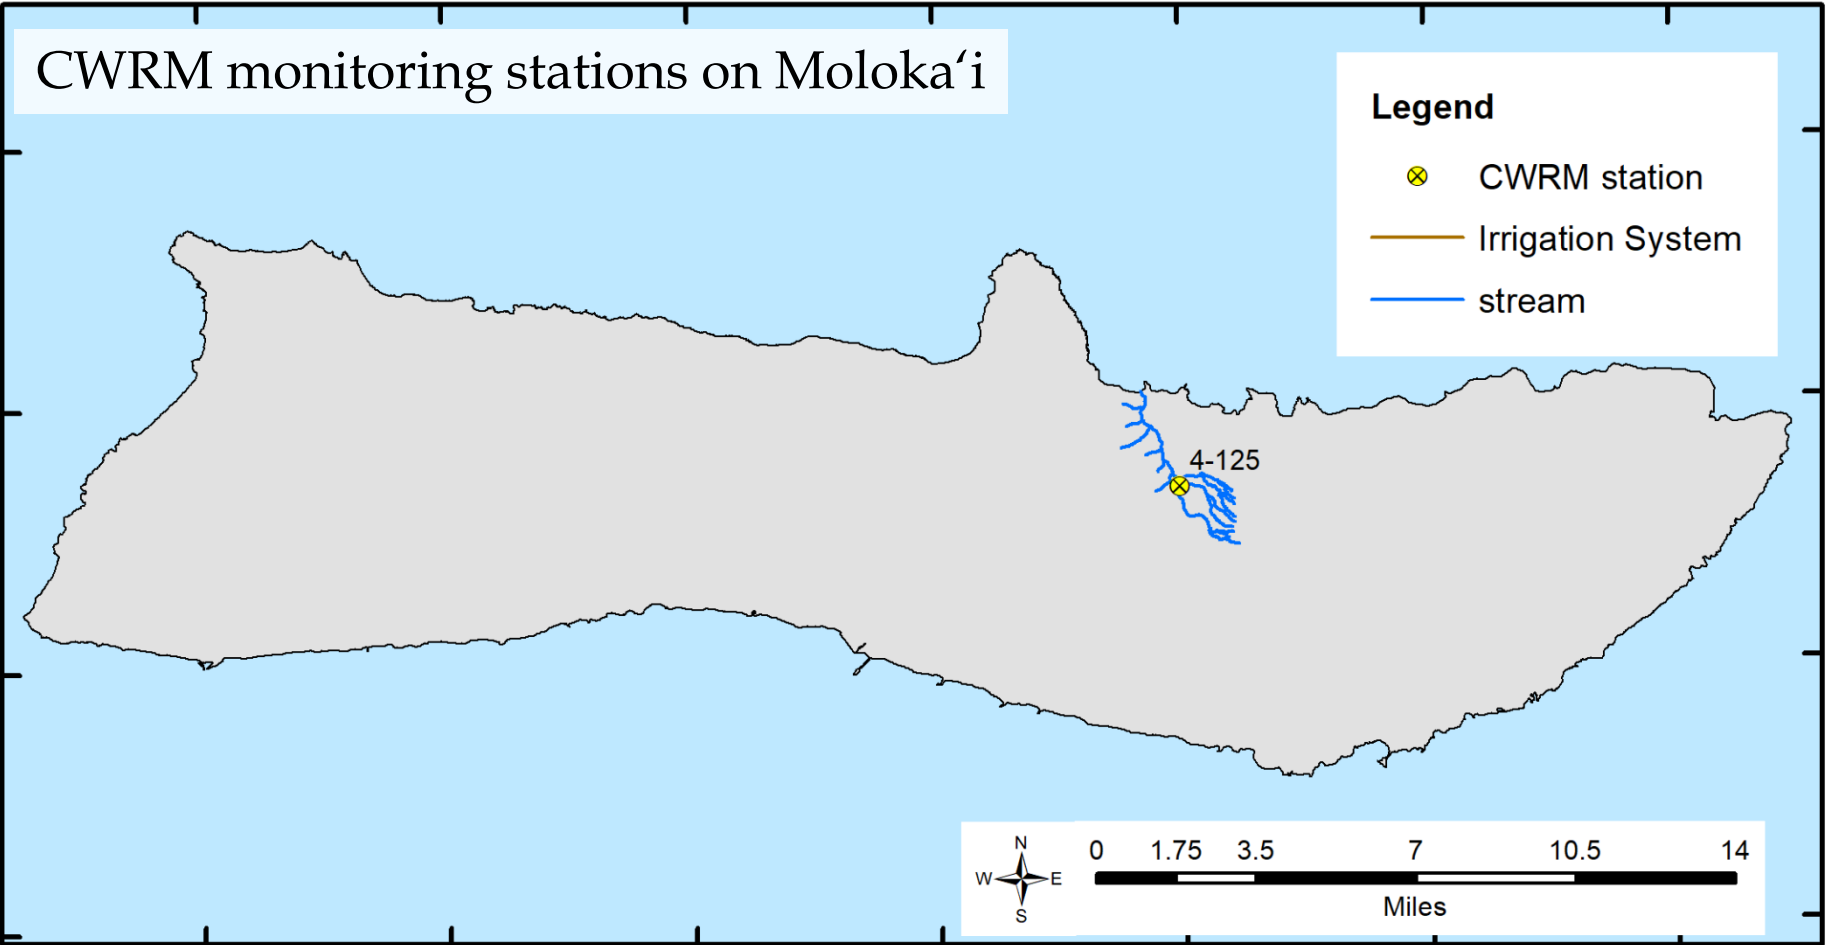 CWRM monitoring stations on Molokaʻi
Legend
CWRM station
Irrigation System
stream
4-125
N
W E
S
0 1.75 3.5 7 10.5 14
Miles